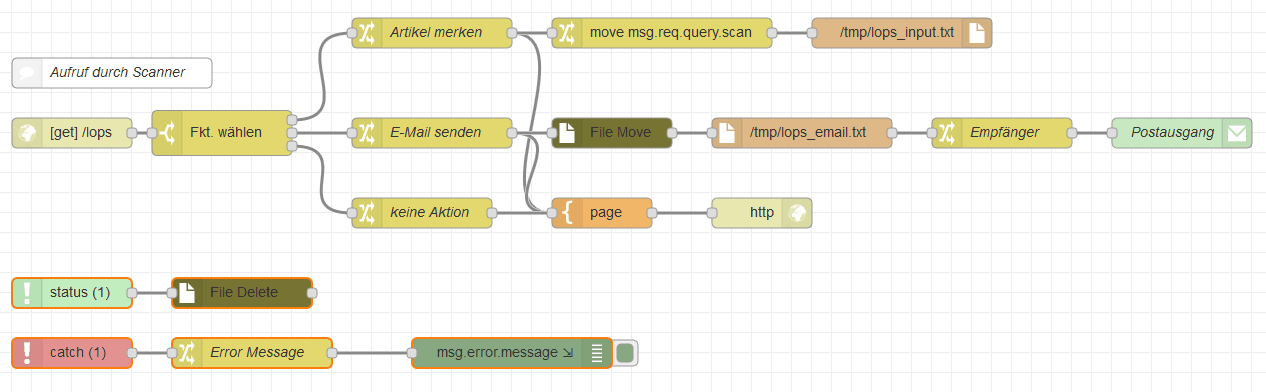 Artikel merken
move msg.req.query.scan
/tmp/lops_input.txt
Aufruf durch Scanner
[get] /lops
Fkt. wählen
E-Mail senden
File Move
/tmp/lops_email.txt
Empfänger
Postausgang
keine Aktion
page
http
status (1)
File Delete
catch (1)
Error Message
msg.error.message